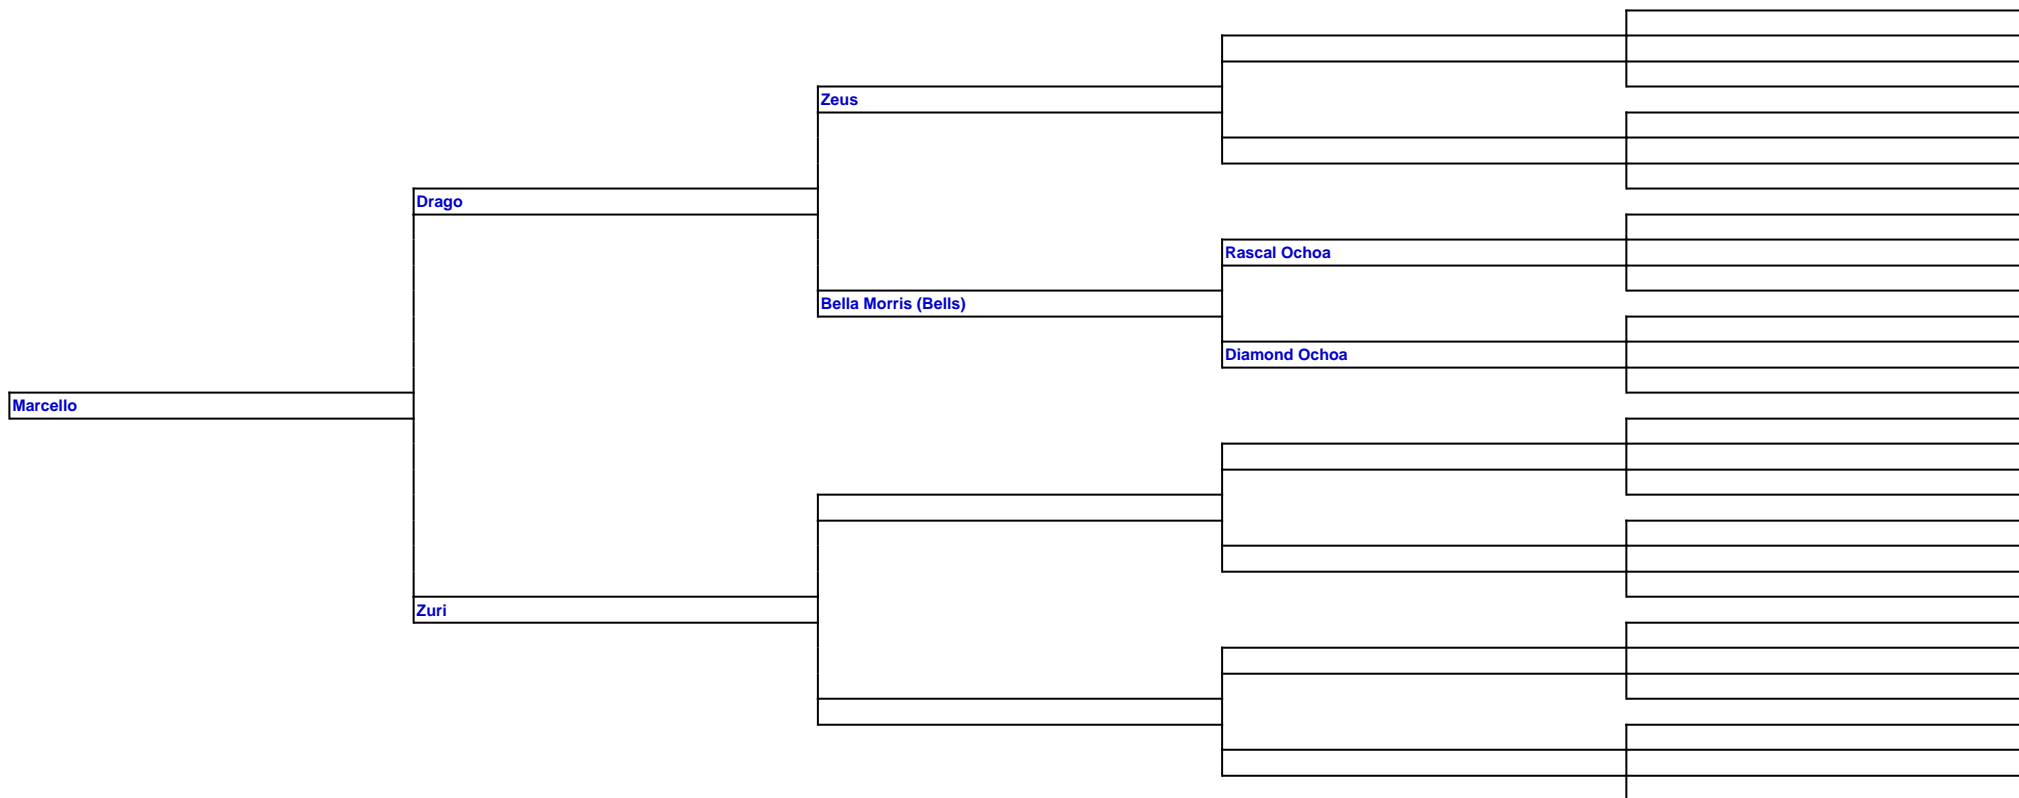 Zeus
Drago
Rascal Ochoa
Bella Morris (Bells)
Diamond Ochoa
Marcello
Zuri